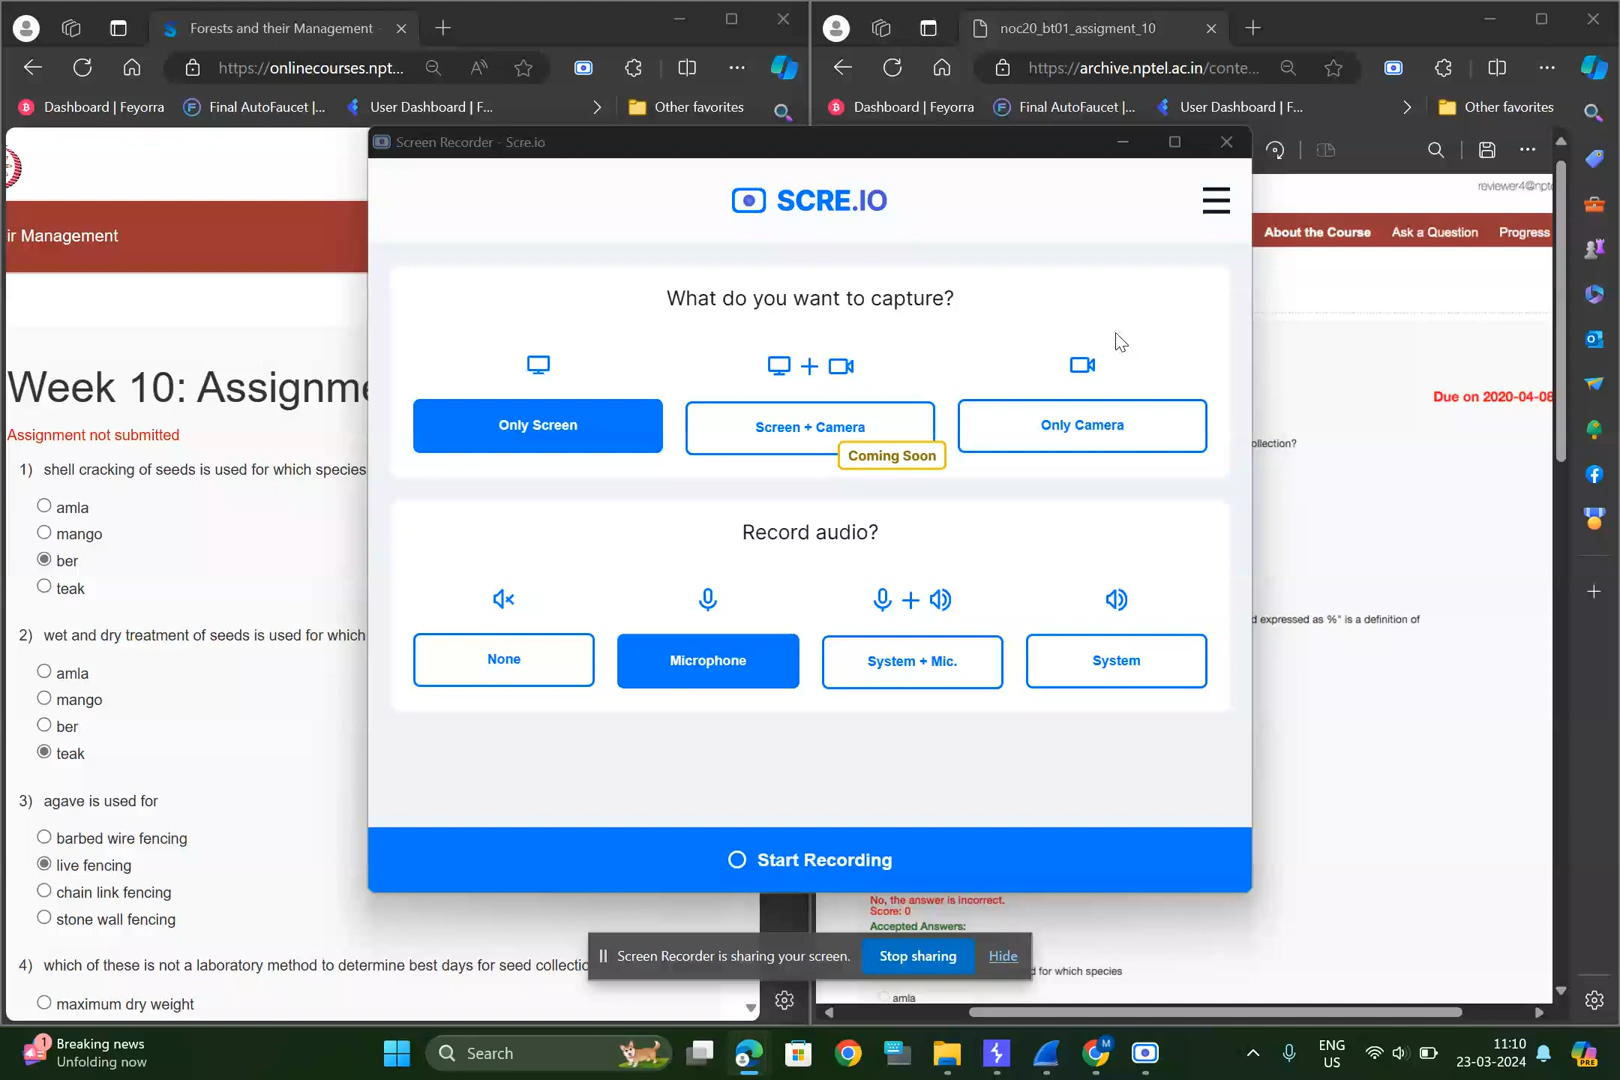 Forests and their Management
noc20_bt01_assigment_10
https://onlinecourses.npt...
https://archive.nptel.ac.in/conte...
Dashboard | Feyorra
Final AutoFaucet |...
User Dashboard | F...
Other favorites
Dashboard | Feyorra
Final AutoFaucet |...
User Dashboard | F...
Other favorites
Screen Recorder - Scre.io
SCRE.IO
reviewer4@npt
ir Management
About the Course
Ask a Question
Progress
What do you want to capture?
Only Screen
Screen + Camera
Coming Soon
Only Camera
Record audio?
None
Microphone
System + Mic.
System
Start Recording
Week 10: Assignme
Assignment not submitted
1) shell cracking of seeds is used for which species
amla
mango
ber
teak
2) wet and dry treatment of seeds is used for which
amla
mango
ber
teak
3) agave is used for
barbed wire fencing
live fencing
chain link fencing
stone wall fencing
4) which of these is not a laboratory method to determine best days for seed collectio
maximum dry weight
Due on 2020-04-08
ollection?
d expressed as %" is a definition of
No, the answer is incorrect.
Score: 0
Accepted Answers:
d for which species
amla
Screen Recorder is sharing your screen.
Stop sharing
Hide
1
Breaking news
Unfolding now
Search
M
ENG
US
11:10
23-03-2024
PRE